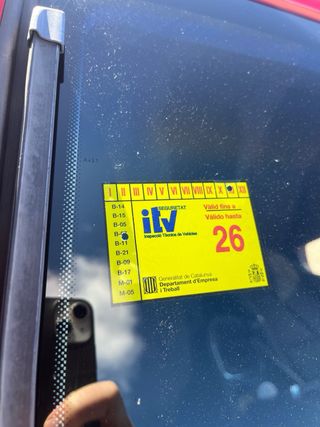 I II III IV V VI VII VIII IX X XII
SEGURETAT
itv
Inspecció Tècnica de Vehicles
Vàlid fins a
Válido hasta
26
B-14
B-15
B-05
B-11
B-21
B-09
B-17
M-01
M-05
Generalitat de Catalunya
Departament d'Empresa
i Treball